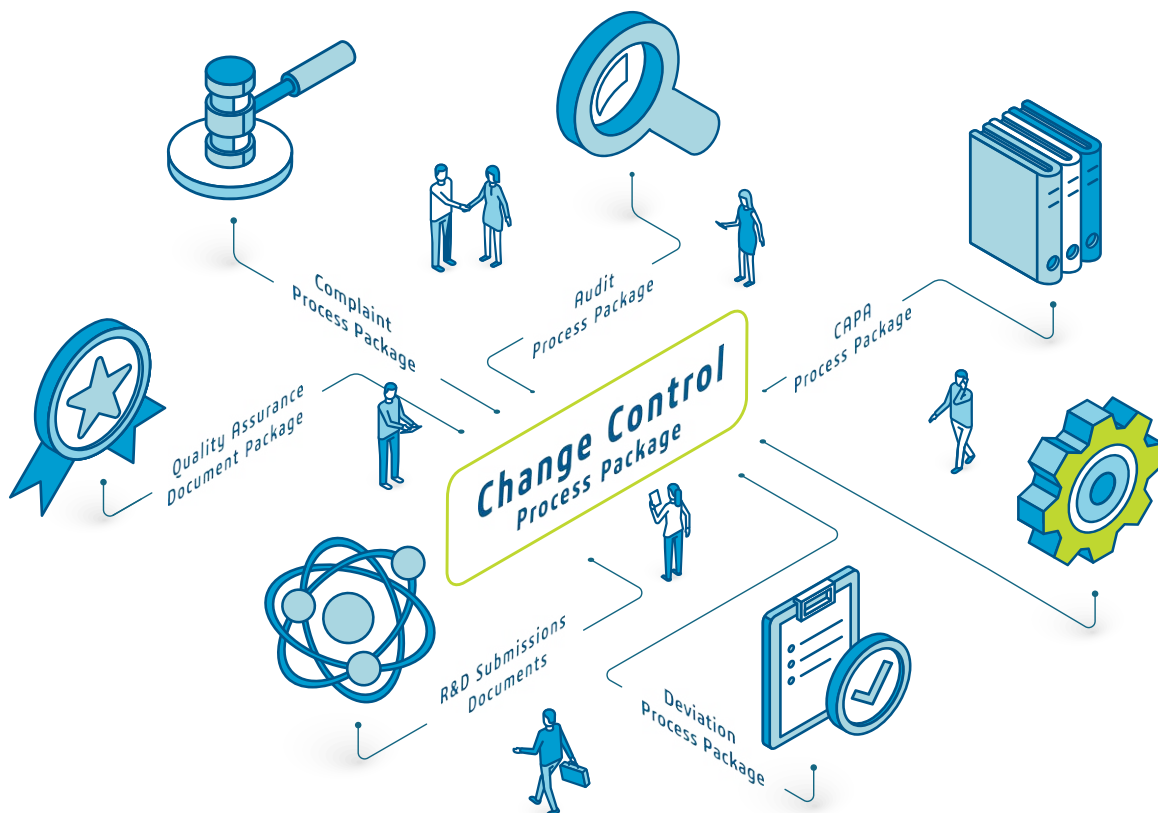 Complaint
Process Package
Audit
Process Package
CAPA
Process Package
Quality Assurance
Document Package
Change Control
Process Package
R&D Submissions
Documents
Deviation
Process Package